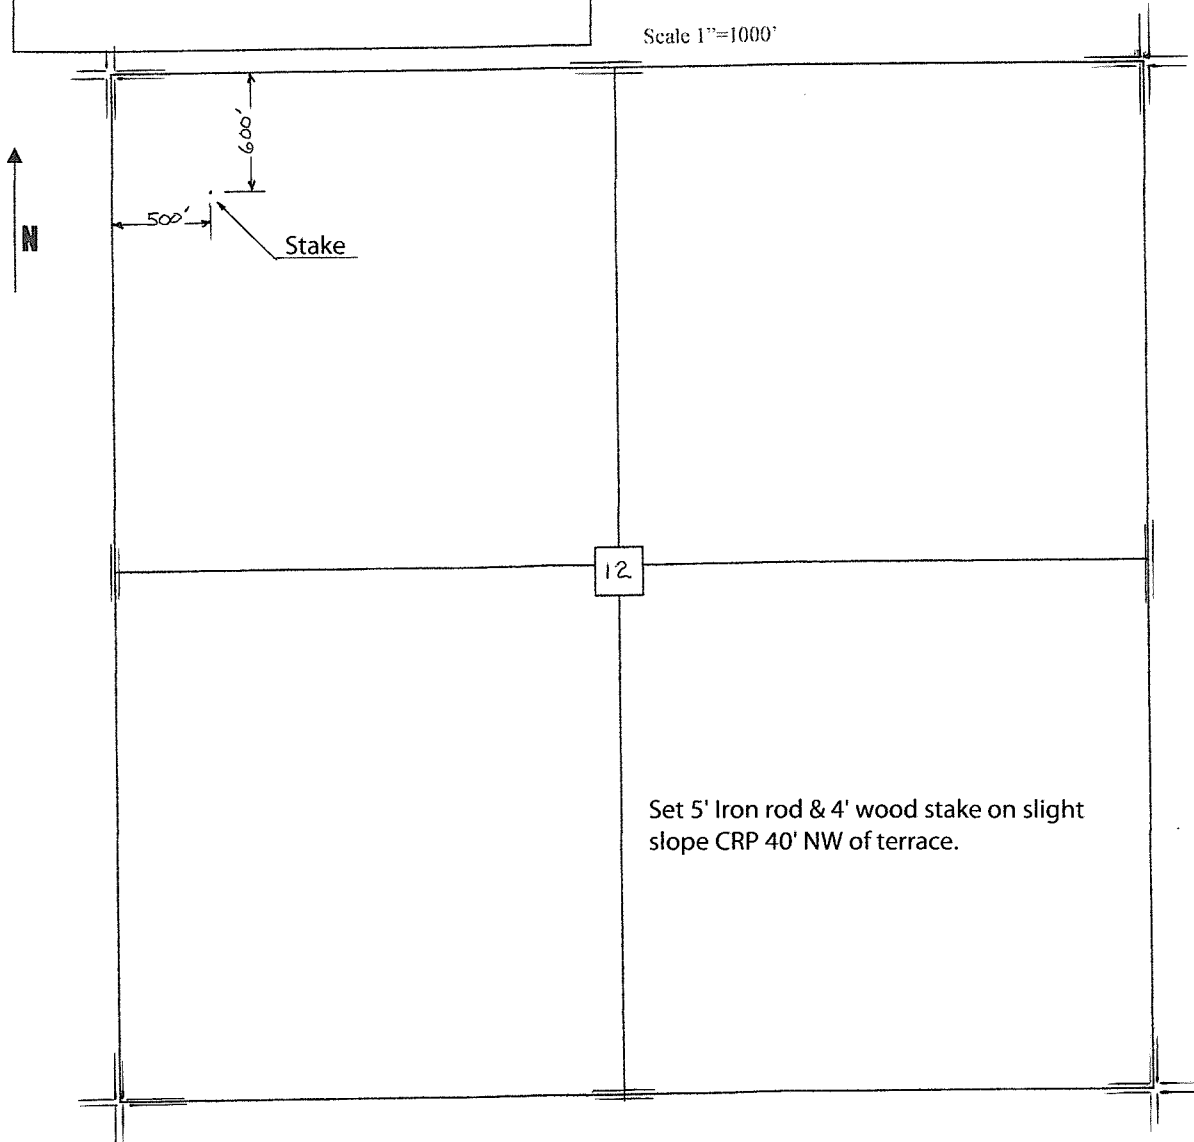 Scale 1"=1000'
600'
500'
N
Stake
12
Set 5' Iron rod & 4' wood stake on slight
slope CRP 40' NW of terrace.